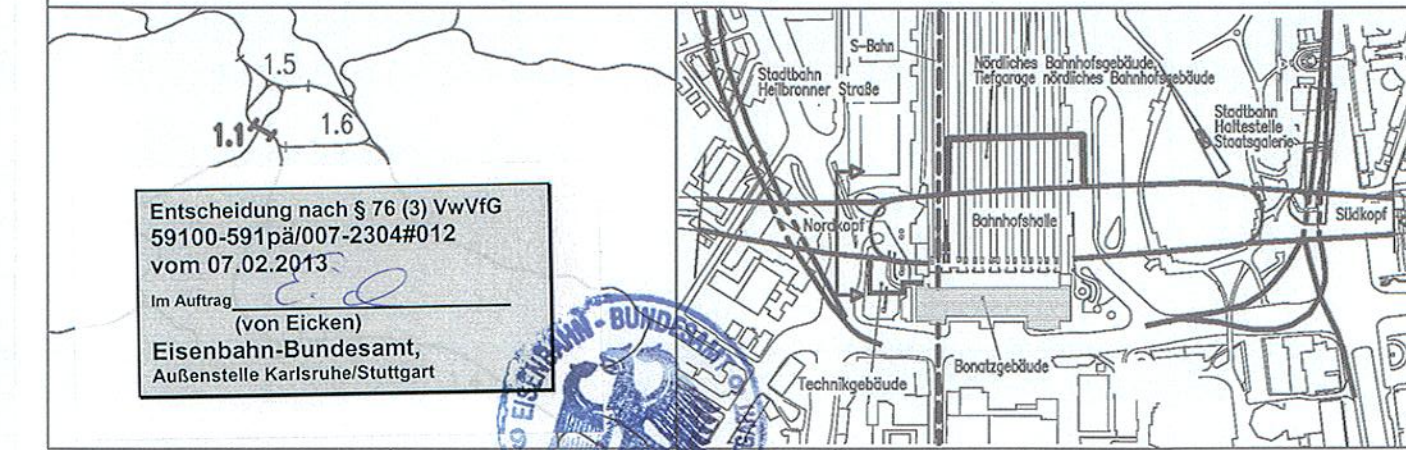 1.5
1.6
1.1
Entscheidung nach § 76 (3) VwVfG
59100-591pä/007-2304#012
vom 07.02.2013
Im Auftrag
(von Eicken)
Eisenbahn-Bundesamt,
Außenstelle Karlsruhe/Stuttgart
EISENBAHN - BUNDESAMT
S-Bahn
Stadtbahn
Heilbronner Straße
Nördliches Bahnhofsgebäude,
Tiefgarage nördliches Bahnhofsgebäude
Stadtbahn
Haltestelle
Staatsgalerie
Nordkopf
Bahnhofshalle
Südkopf
Technikgebäude
Bonatzgebäude